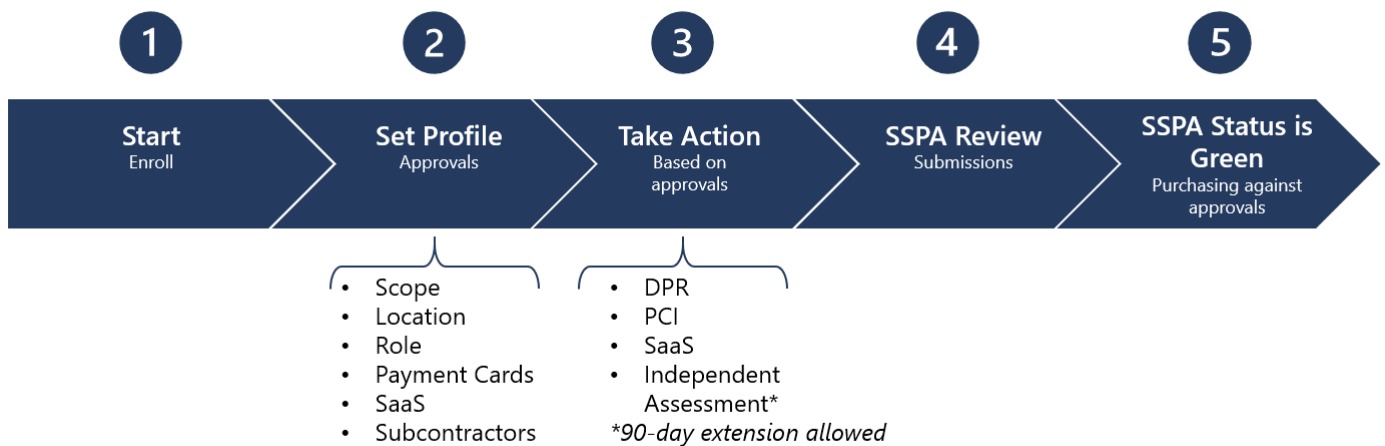 1
2
3
4
5
Start
Enroll
Set Profile
Approvals
Take Action
Based on
approvals
SSPA Review
Submissions
SSPA Status is
Green
Purchasing against
approvals
• Scope
• Location
• Role
• Payment Cards
• SaaS
• Subcontractors
• DPR
• PCI
• SaaS
• Independent
Assessment*
*90-day extension allowed